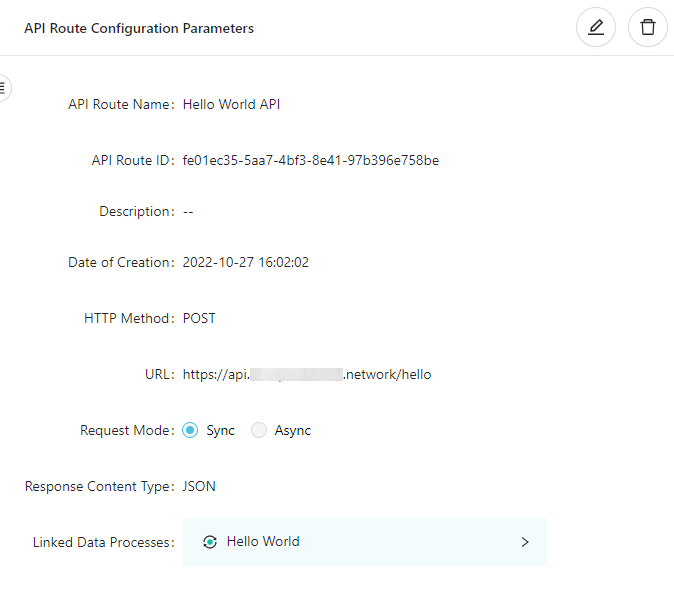 API Route Configuration Parameters
API Route Name: Hello World API
API Route ID: fe01ec35-5aa7-4bf3-8e41-97b396e758be
Description: --
Date of Creation: 2022-10-27 16:02:02
HTTP Method: POST
URL: https://api. .network/hello
Request Mode: Sync Async
Response Content Type: JSON
Linked Data Processes: Hello World